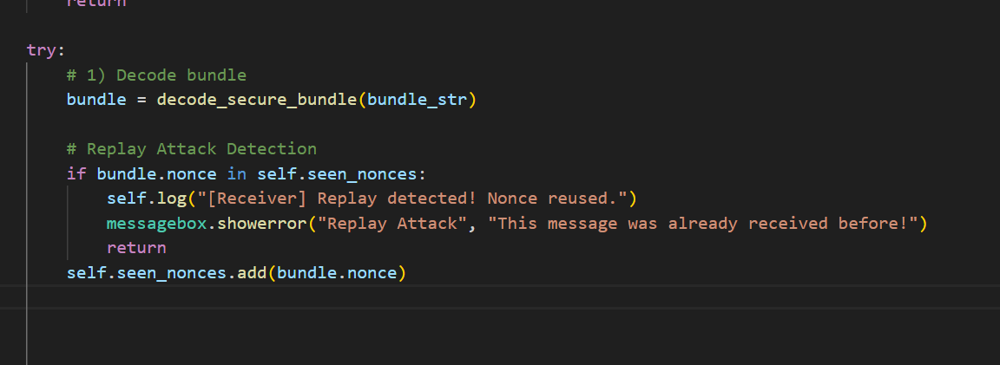 return
try:
# 1) Decode bundle
bundle = decode_secure_bundle(bundle_str)
# Replay Attack Detection
if bundle.nonce in self.seen_nonces:
self.log("[Receiver] Replay detected! Nonce reused.")
messagebox.showerror("Replay Attack", "This message was already received before!")
return
self.seen_nonces.add(bundle.nonce)